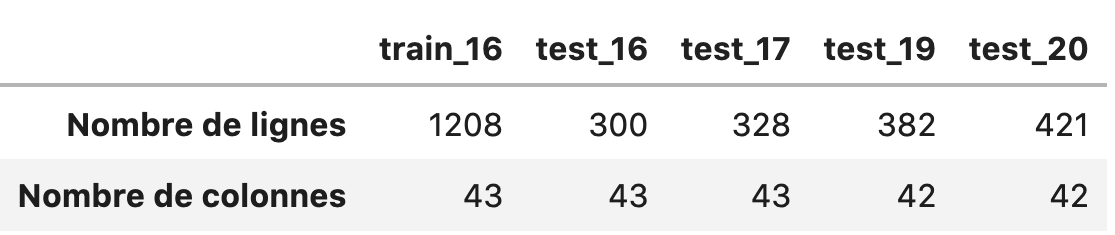 train_16 test_16 test_17 test_19 test_20
Nombre de lignes 1208 300 328 382 421
Nombre de colonnes 43 43 43 42 42